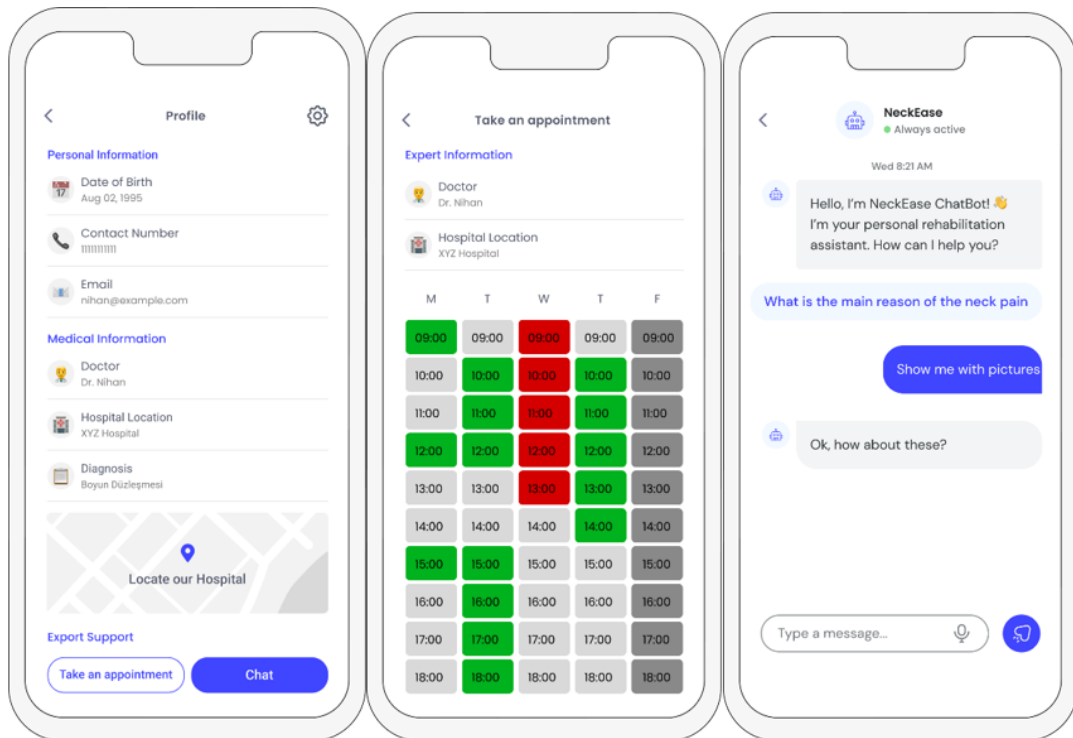 Profile
Personal Information
Date of Birth
17
Aug 02, 1995
Contact Number
11111111111
Email
nihan@example.com
Medical Information
Doctor
Dr. Nihan
Hospital Location
XYZ Hospital
Diagnosis
Boyun Düzleşmesi
Locate our Hospital
Export Support
Take an appointment
Chat
Take an appointment
Expert Information
Doctor
Dr. Nihan
Hospital Location
XYZ Hospital
M T W T F
09:00 09:00 09:00 09:00 09:00
10:00 10:00 10:00 10:00 10:00
11:00 11:00 11:00 11:00 11:00
12:00 12:00 12:00 12:00 12:00
13:00 13:00 13:00 13:00 13:00
14:00 14:00 14:00 14:00 14:00
15:00 15:00 15:00 15:00 15:00
16:00 16:00 16:00 16:00 16:00
17:00 17:00 17:00 17:00 17:00
18:00 18:00 18:00 18:00 18:00
NeckEase
Always active
Wed 8:21 AM
Hello, I'm NeckEase ChatBot! 👋
I'm your personal rehabilitation
assistant. How can I help you?
What is the main reason of the neck pain
Show me with pictures
Ok, how about these?
Type a message...